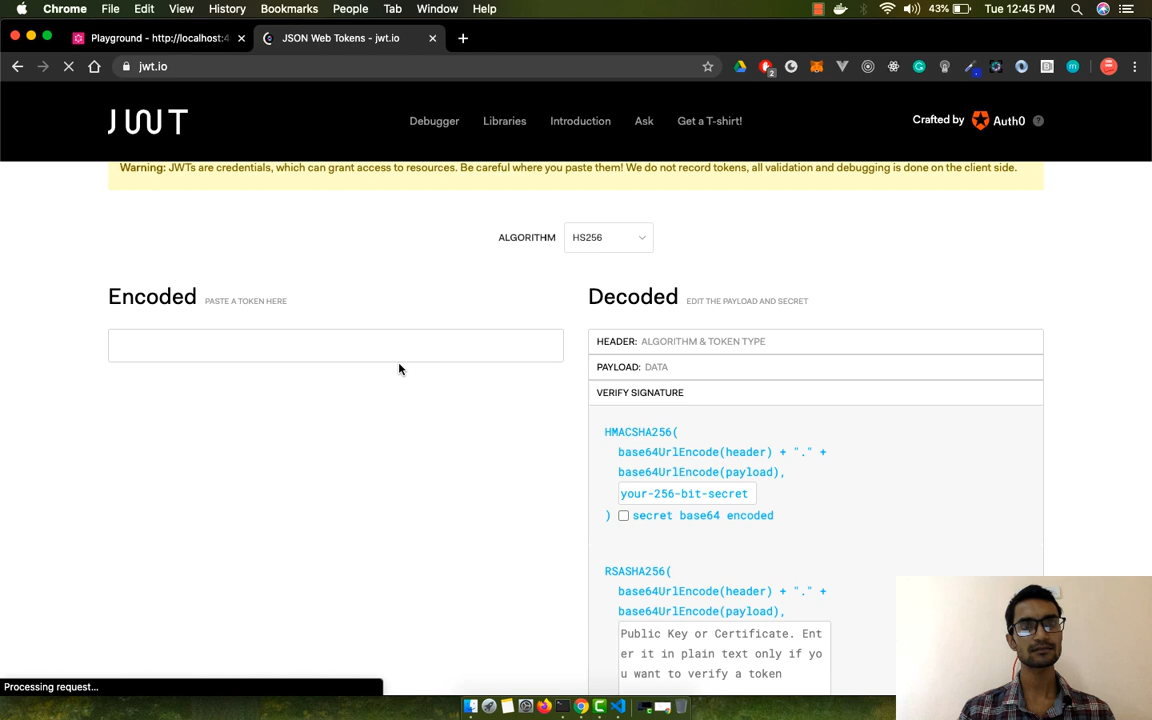 Chrome File Edit View History Bookmarks People Tab Window Help 43% Tue 12:45 PM
Playground - http://localhost:4 JSON Web Tokens - jwt.io
jwt.io
2
JWT Debugger Libraries Introduction Ask Get a T-shirt! Crafted by Auth0 ?
Warning: JWTs are credentials, which can grant access to resources. Be careful where you paste them! We do not record tokens, all validation and debugging is done on the client side.
ALGORITHM HS256
Encoded PASTE A TOKEN HERE
Decoded EDIT THE PAYLOAD AND SECRET
HEADER: ALGORITHM & TOKEN TYPE
PAYLOAD: DATA
VERIFY SIGNATURE
HMACSHA256(
base64UrlEncode(header) + "." +
base64UrlEncode(payload),
your-256-bit-secret
) secret base64 encoded
RSASHA256(
base64UrlEncode(header) + "." +
base64UrlEncode(payload),
Public Key or Certificate. Ent
er it in plain text only if yo
u want to verify a token
Processing request...